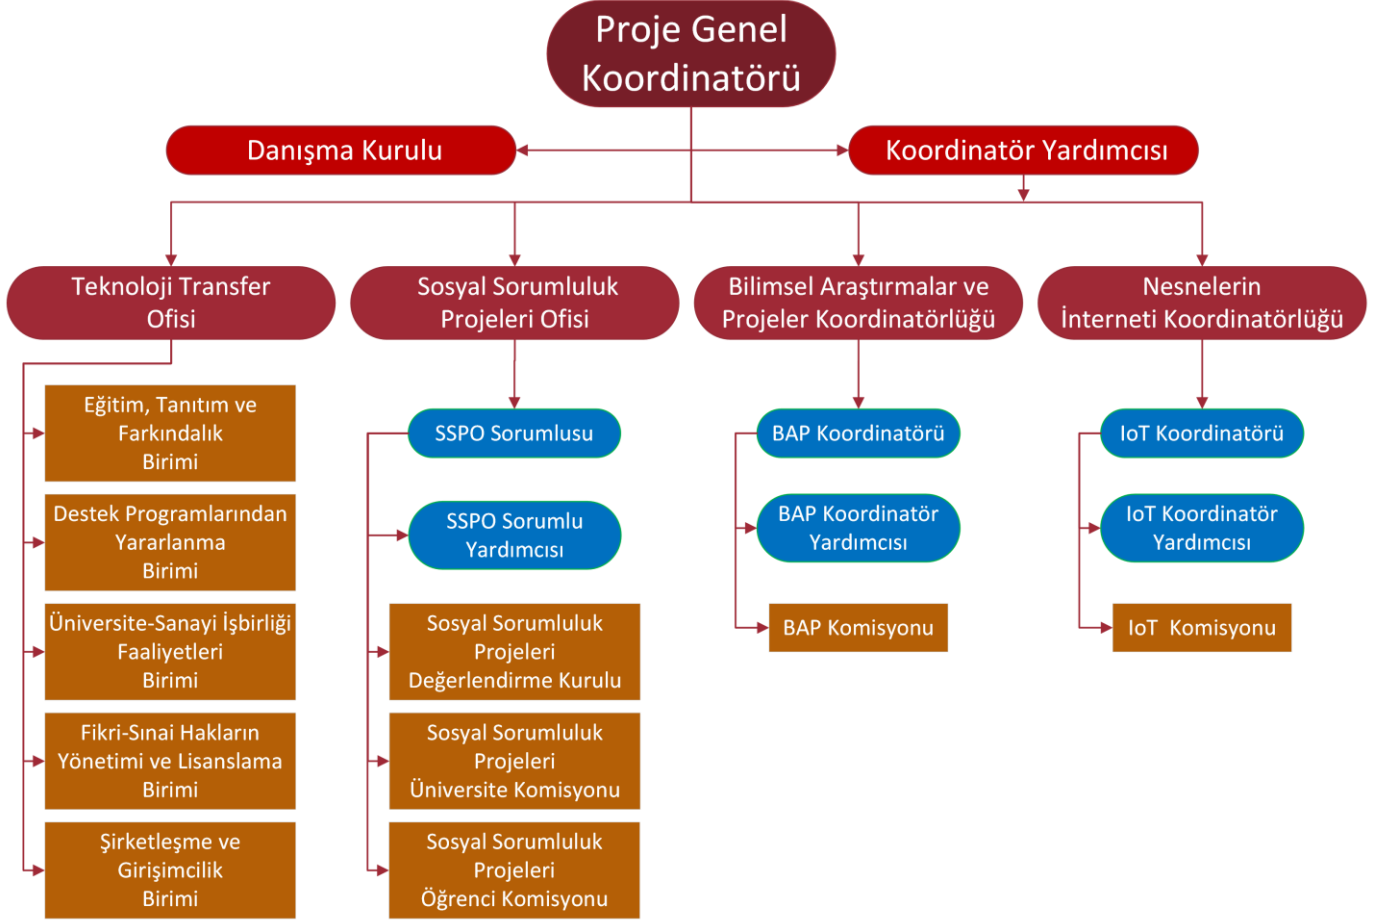 Proje Genel
Koordinatörü
Danışma Kurulu
Koordinatör Yardımcısı
Teknoloji Transfer
Ofisi
Sosyal Sorumluluk
Projeleri Ofisi
Bilimsel Araştırmalar ve
Projeler Koordinatörlüğü
Nesnelerin
İnterneti Koordinatörlüğü
Eğitim, Tanıtım ve
Farkındalık
Birimi
Destek Programlarından
Yararlanma
Birimi
Üniversite-Sanayi İşbirliği
Faaliyetleri
Birimi
Fikri-Sınai Hakların
Yönetimi ve Lisanslama
Birimi
Şirketleşme ve
Girişimcilik
Birimi
SSPO Sorumlusu
SSPO Sorumlu
Yardımcısı
Sosyal Sorumluluk
Projeleri
Değerlendirme Kurulu
Sosyal Sorumluluk
Projeleri
Üniversite Komisyonu
Sosyal Sorumluluk
Projeleri
Öğrenci Komisyonu
BAP Koordinatörü
BAP Koordinatör
Yardımcısı
BAP Komisyonu
IoT Koordinatörü
IoT Koordinatör
Yardımcısı
IoT  Komisyonu